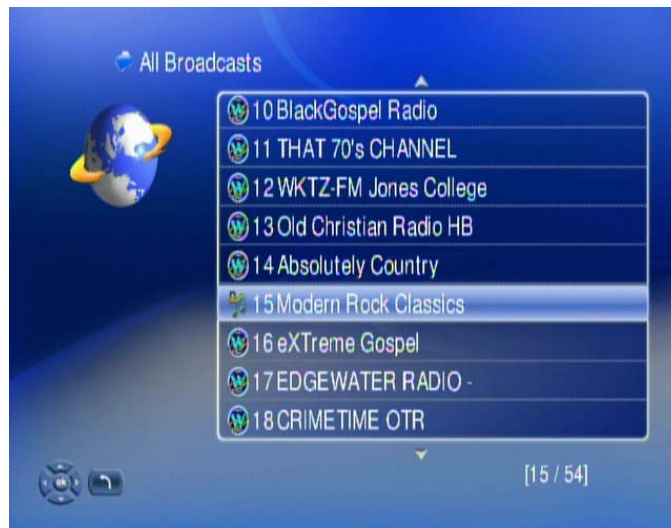 All Broadcasts
10 BlackGospel Radio
11 THAT 70's CHANNEL
12 WKTZ-FM Jones College
13 Old Christian Radio HB
14 Absolutely Country
15 Modern Rock Classics
16 eXTreme Gospel
17 EDGEWATER RADIO -
18 CRIMETIME OTR
ok
[15 / 54]